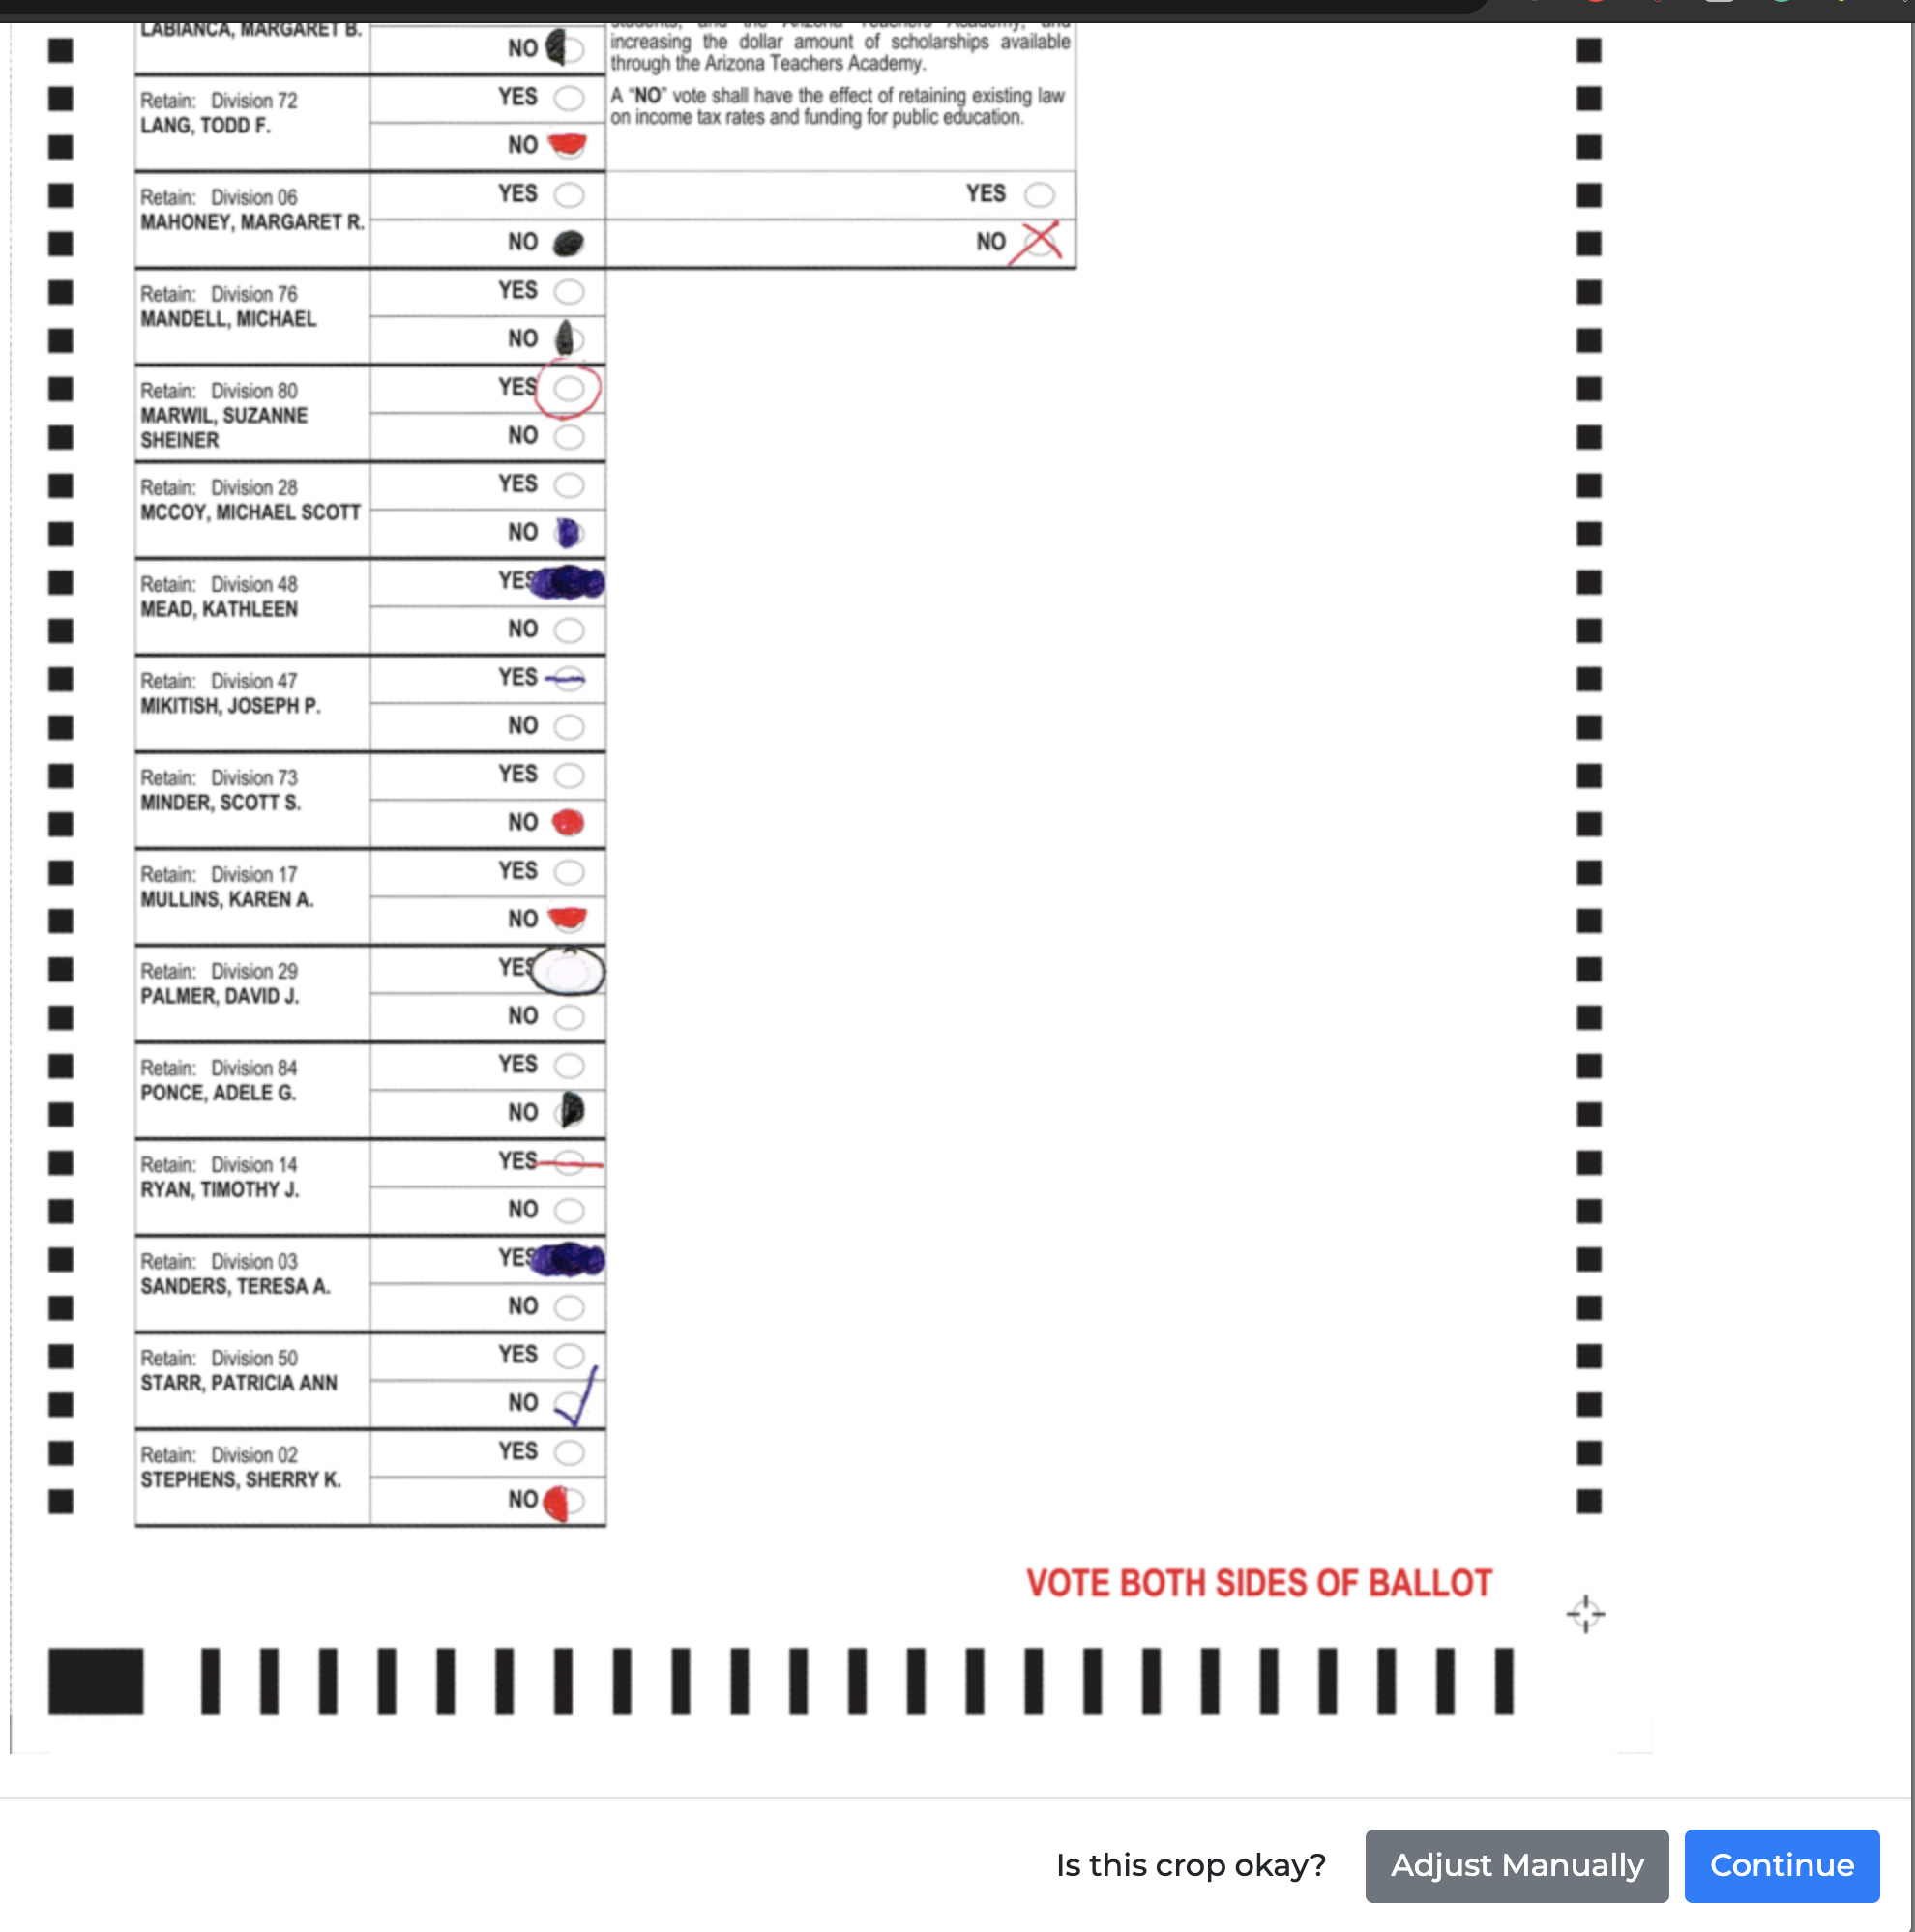 LABIANCA, MARGARET B.
NO
students, and the Arizona Teachers Academy, and
increasing the dollar amount of scholarships available
through the Arizona Teachers Academy.
A “NO” vote shall have the effect of retaining existing law
on income tax rates and funding for public education.
YES
NO
Retain: Division 72
LANG, TODD F.
YES
NO
Retain: Division 06
MAHONEY, MARGARET R.
YES
NO
Retain: Division 76
MANDELL, MICHAEL
YES
NO
Retain: Division 80
MARWIL, SUZANNE
SHEINER
YES
NO
Retain: Division 28
MCCOY, MICHAEL SCOTT
YES
NO
Retain: Division 48
MEAD, KATHLEEN
YES
NO
Retain: Division 47
MIKITISH, JOSEPH P.
YES
NO
Retain: Division 73
MINDER, SCOTT S.
YES
NO
Retain: Division 17
MULLINS, KAREN A.
YES
NO
Retain: Division 29
PALMER, DAVID J.
YES
NO
Retain: Division 84
PONCE, ADELE G.
YES
NO
Retain: Division 14
RYAN, TIMOTHY J.
YES
NO
Retain: Division 03
SANDERS, TERESA A.
YES
NO
Retain: Division 50
STARR, PATRICIA ANN
YES
NO
Retain: Division 02
STEPHENS, SHERRY K.
YES
NO
VOTE BOTH SIDES OF BALLOT
Is this crop okay?
Adjust Manually
Continue